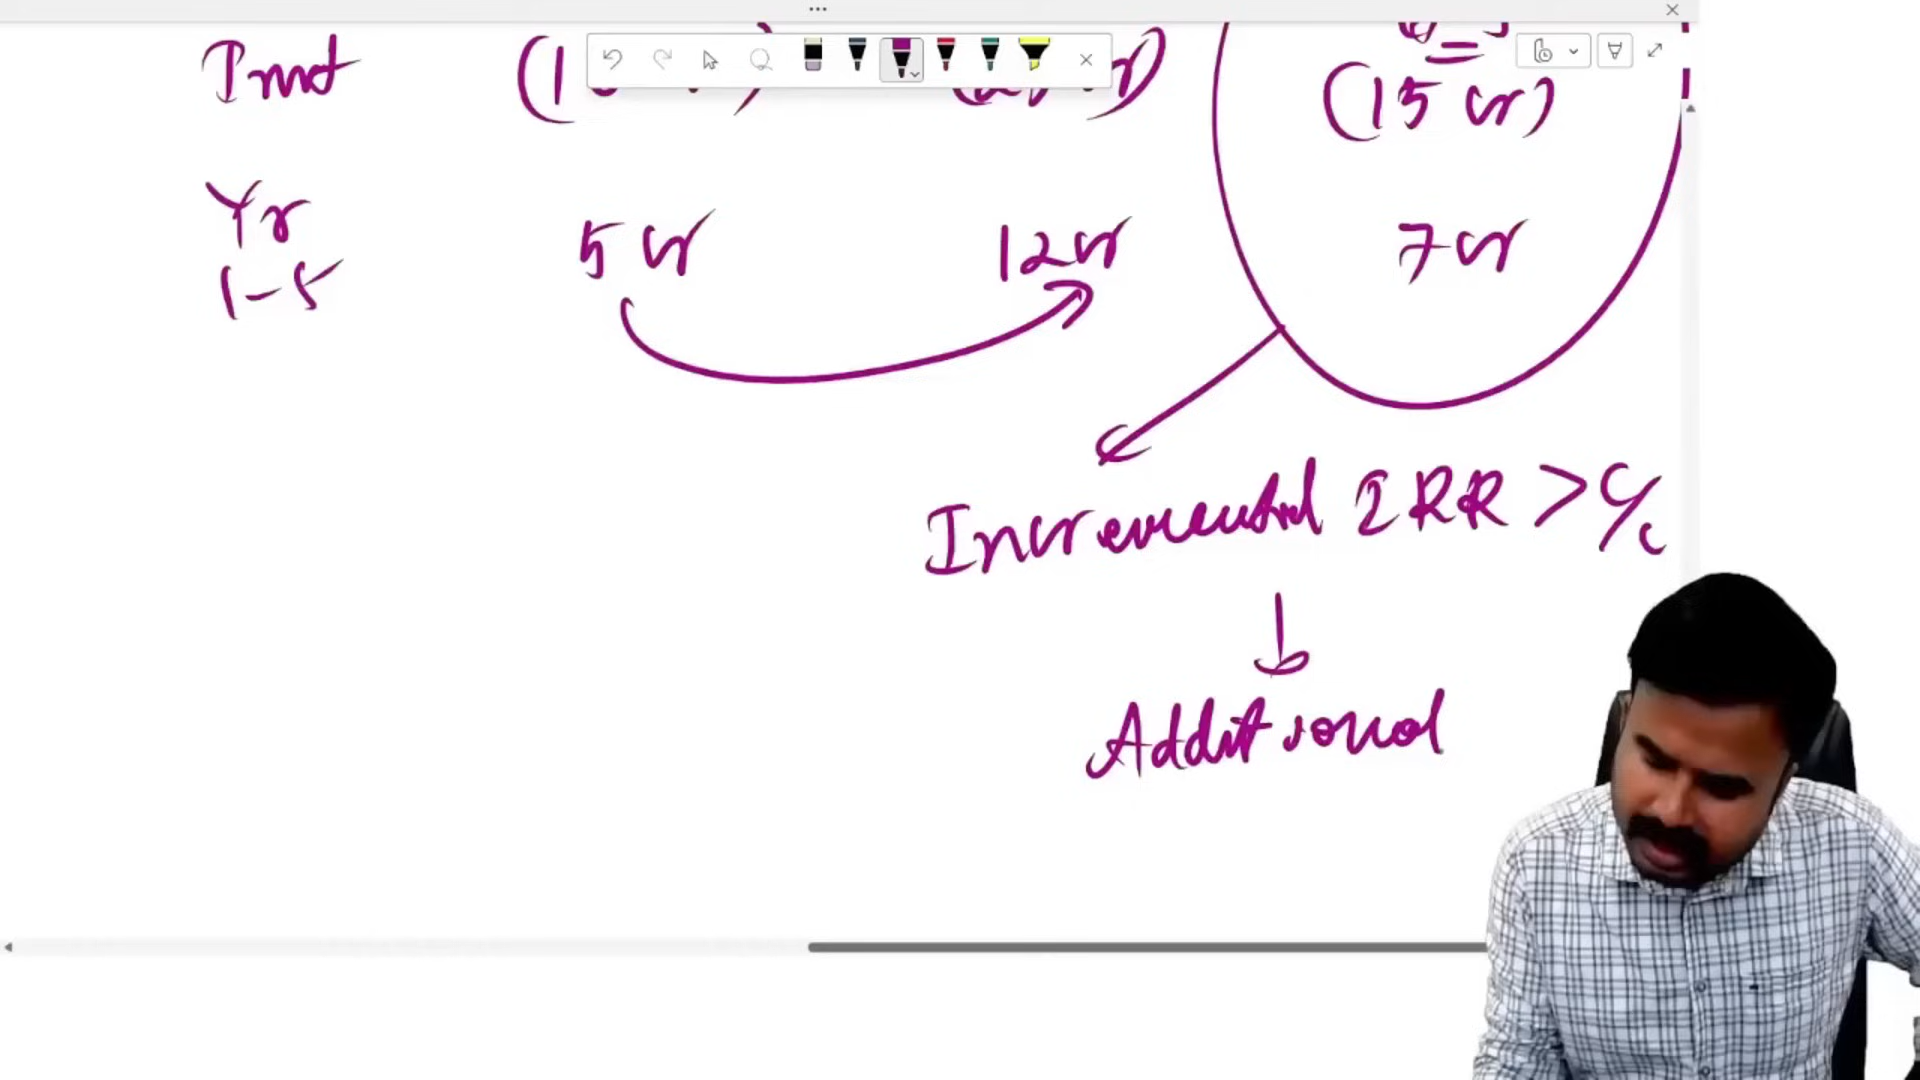 Invt (15 cr)
Yr 5 cr 12 cr 7 cr
1-5
Incremental IRR > C/c
Additional